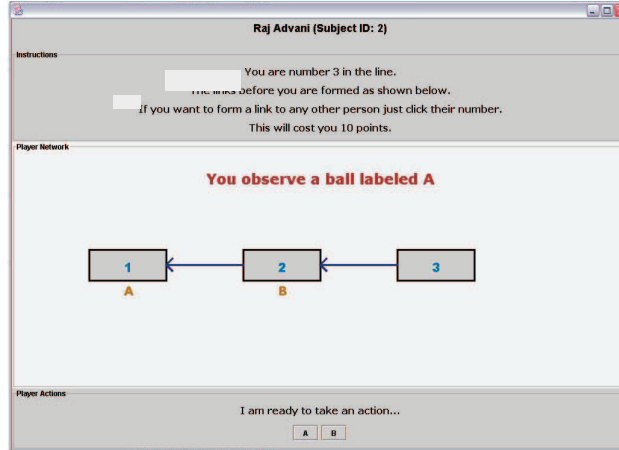 Raj Advani (Subject ID: 2)
Instructions
You are number 3 in the line.
links before you are formed as shown below.
If you want to form a link to any other person just click their number.
This will cost you 10 points.
Player Network
You observe a ball labeled A
1 2 3
A B
Player Actions
I am ready to take an action...
A B